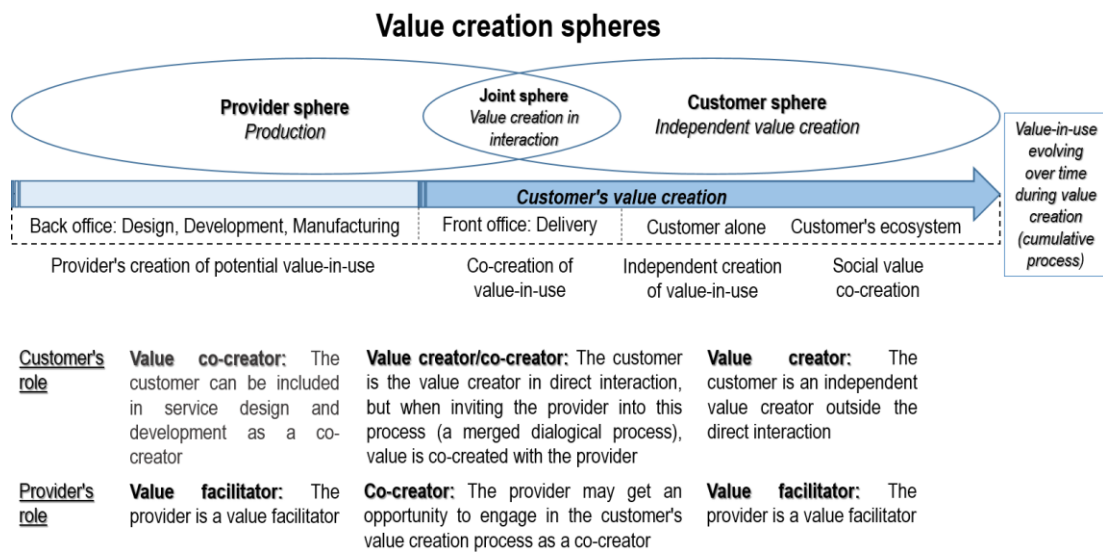 Value creation spheres
Provider sphere
Production
Joint sphere
Value creation in
interaction
Customer sphere
Independent value creation
Value-in-use
evolving
over time
during value
creation
(cumulative
process)
Customer's value creation
Back office: Design, Development, Manufacturing
Front office: Delivery
Customer alone
Customer's ecosystem
Provider's creation of potential value-in-use
Co-creation of
value-in-use
Independent creation
of value-in-use
Social value
co-creation
Customer's
role
Value co-creator: The
customer can be included
in service design and
development as a co-
creator
Value creator/co-creator: The customer
is the value creator in direct interaction,
but when inviting the provider into this
process (a merged dialogical process),
value is co-created with the provider
Value creator: The
customer is an independent
value creator outside the
direct interaction
Provider's
role
Value facilitator: The
provider is a value facilitator
Co-creator: The provider may get an
opportunity to engage in the customer's
value creation process as a co-creator
Value facilitator: The
provider is a value facilitator